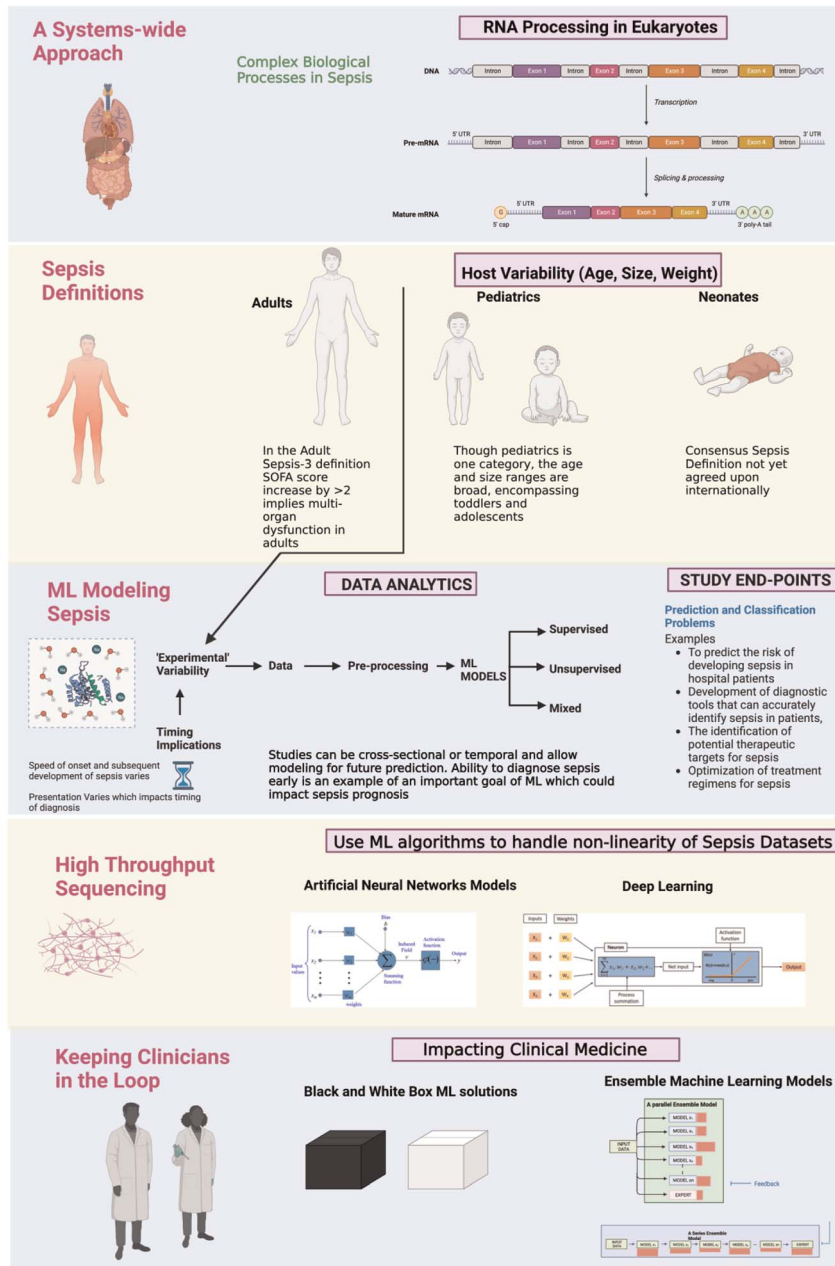 A Systems-wide
Approach
RNA Processing in Eukaryotes
Complex Biological
Processes in Sepsis
DNA
Intron
Exon 1
Intron
Exon 2
Intron
Exon 3
Intron
Exon 4
Intron
Transcription
5' UTR
3' UTR
Pre-mRNA
Intron
Exon 1
Intron
Exon 2
Intron
Exon 3
Intron
Exon 4
Intron
Splicing & processing
5' UTR
3' UTR
Mature mRNA
G
Exon 1
Exon 2
Exon 3
Exon 4
A
A
A
5' cap
3' poly-A tail
Sepsis
Definitions
Host Variability (Age, Size, Weight)
Adults
Pediatrics
Neonates
In the Adult
Sepsis-3 definition
SOFA score
increase by >2
implies multi-
organ
dysfunction in
adults
Though pediatrics is
one category, the age
and size ranges are
broad, encompassing
toddlers and
adolescents
Consensus Sepsis
Definition not yet
agreed upon
internationally
ML Modeling
Sepsis
DATA ANALYTICS
STUDY END-POINTS
'Experimental'
Variability
Data
Pre-processing
ML
MODELS
Supervised
Unsupervised
Mixed
Timing
Implications
Speed of onset and subsequent
development of sepsis varies
Presentation Varies which impacts timing
of diagnosis
Studies can be cross-sectional or temporal and allow
modeling for future prediction. Ability to diagnose sepsis
early is an example of an important goal of ML which could
impact sepsis prognosis
Prediction and Classification
Problems
Examples
• To predict the risk of
developing sepsis in
hospital patients
• Development of diagnostic
tools that can accurately
identify sepsis in patients,
• The identification of
potential therapeutic
targets for sepsis
• Optimization of treatment
regimens for sepsis
High Throughput
Sequencing
Use ML algorithms to handle non-linearity of Sepsis Datasets
Artificial Neural Networks Models
Deep Learning
Bias
Input
values
weights
Summing
function
Induced
Field
v
Activation
function
Output
y
Inputs
Weights
Neuron
Process
summation
Net input
Activation
function
Output
Keeping Clinicians
in the Loop
Impacting Clinical Medicine
Black and White Box ML solutions
Ensemble Machine Learning Models
A parallel Ensemble Model
INPUT
DATA
EXPERT
Feedback
A Series Ensemble
Model
INPUT
DATA
EXPERT